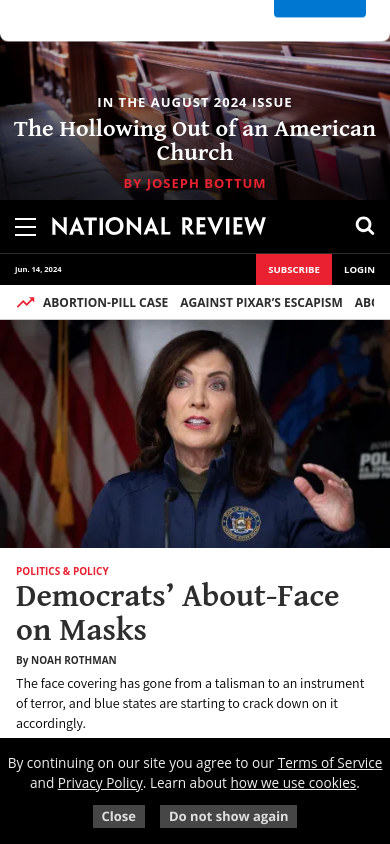 IN THE AUGUST 2024 ISSUE
The Hollowing Out of an American
Church
BY JOSEPH BOTTUM
NATIONAL REVIEW
Jun. 14, 2024
SUBSCRIBE
LOGIN
ABORTION-PILL CASE AGAINST PIXAR'S ESCAPISM
POLITICS & POLICY
Democrats' About-Face
on Masks
By NOAH ROTHMAN
The face covering has gone from a talisman to an instrument
of terror, and blue states are starting to crack down on it
accordingly.
By continuing on our site you agree to our Terms of Service
and Privacy Policy. Learn about how we use cookies.
Close
Do not show again